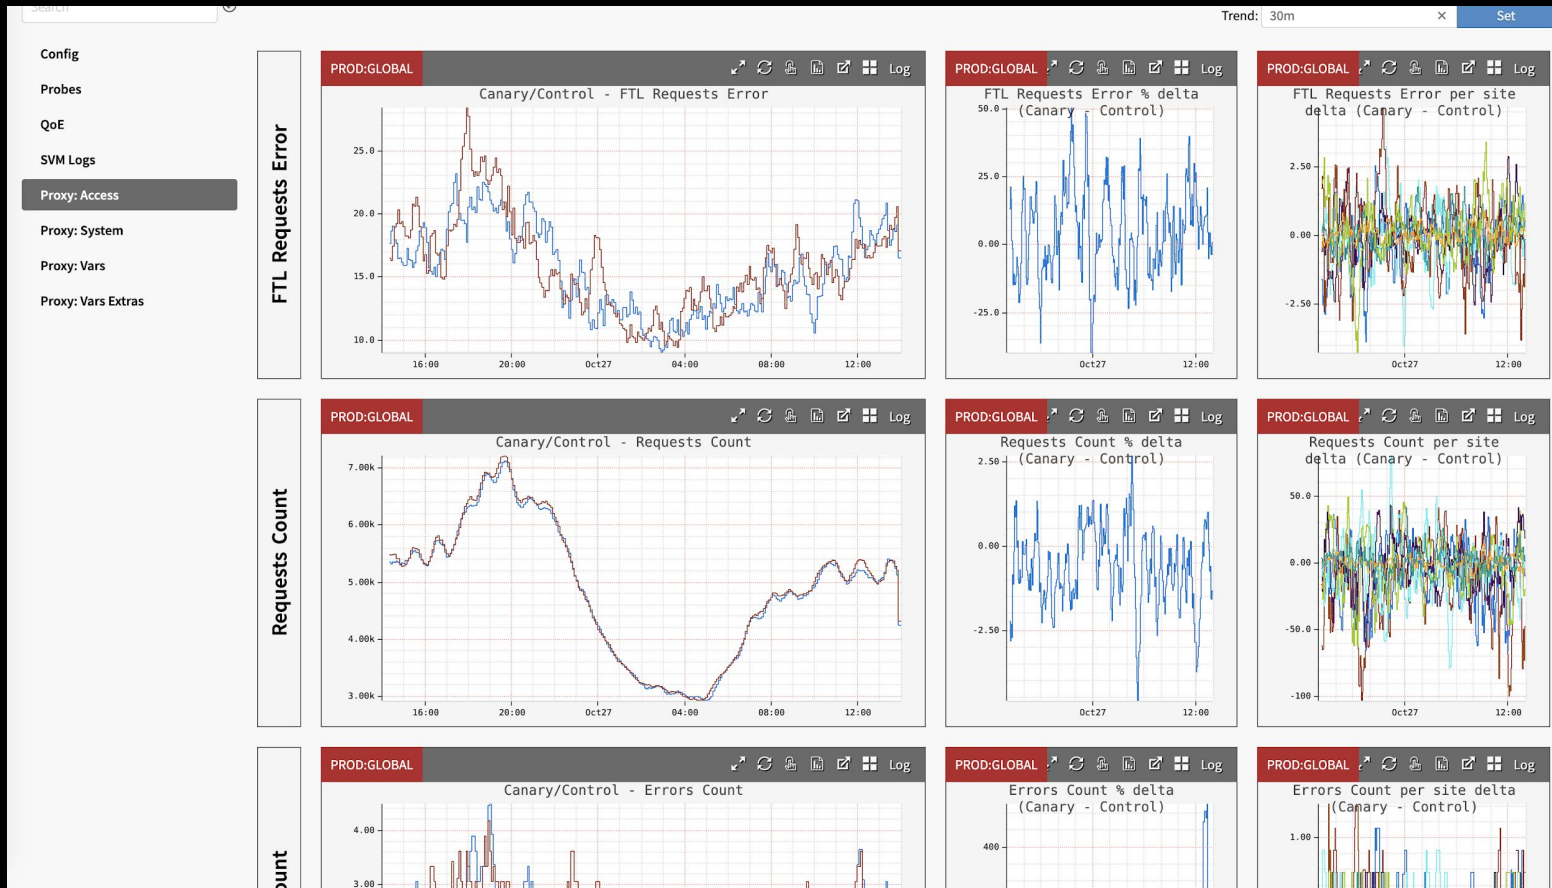 Search
Trend: 30m × Set
Config
Probes
QoE
SVM Logs
Proxy: Access
Proxy: System
Proxy: Vars
Proxy: Vars Extras
FTL Requests Error
PROD:GLOBAL Log
Canary/Control - FTL Requests Error
25.0
20.0
15.0
10.0
16:00 20:00 Oct27 04:00 08:00 12:00
PROD:GLOBAL Log
FTL Requests Error % delta
(Canary - Control)
50.0
25.0
0.00
-25.0
Oct27 12:00
PROD:GLOBAL Log
FTL Requests Error per site
delta (Canary - Control)
2.50
0.00
-2.50
Oct27 12:00
Requests Count
PROD:GLOBAL Log
Canary/Control - Requests Count
7.00k
6.00k
5.00k
4.00k
3.00k
16:00 20:00 Oct27 04:00 08:00 12:00
PROD:GLOBAL Log
Requests Count % delta
(Canary - Control)
2.50
0.00
-2.50
Oct27 12:00
PROD:GLOBAL Log
Requests Count per site
delta (Canary - Control)
50.0
0.00
-50.0
-100
Oct27 12:00
PROD:GLOBAL Log
Canary/Control - Errors Count
4.00
3.00
PROD:GLOBAL Log
Errors Count % delta
(Canary - Control)
400
PROD:GLOBAL Log
Errors Count per site delta
(Canary - Control)
1.00